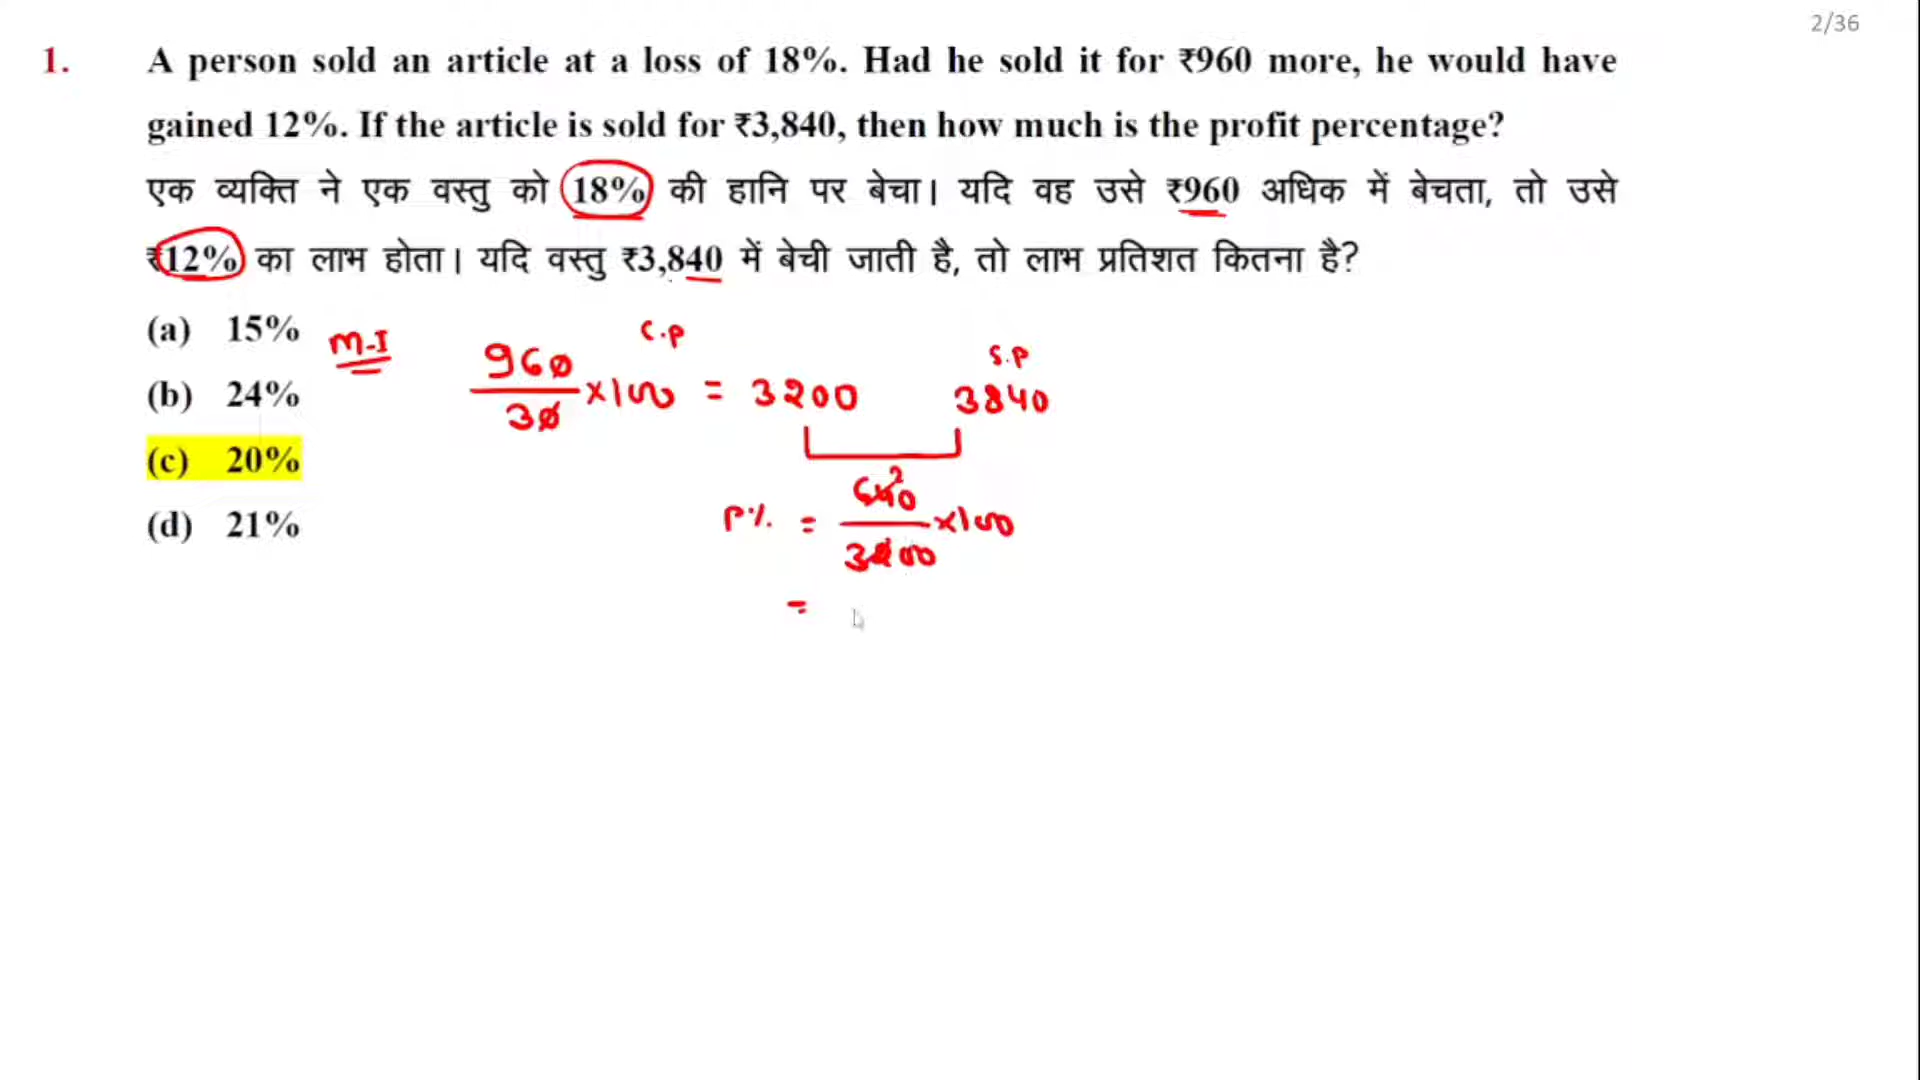 2/36
1. A person sold an article at a loss of 18%. Had he sold it for ₹960 more, he would have
gained 12%. If the article is sold for ₹3,840, then how much is the profit percentage?
एक व्यक्ति ने एक वस्तु को 18% की हानि पर बेचा। यदि वह उसे ₹960 अधिक में बेचता, तो उसे
₹12% का लाभ होता। यदि वस्तु ₹3,840 में बेची जाती है, तो लाभ प्रतिशत कितना है?
(a) 15%
(b) 24%
(c) 20%
(d) 21%
M-I
C.P
S.P
960/30 ×100 = 3200 3840
2
P% = 640/3200 ×100
=